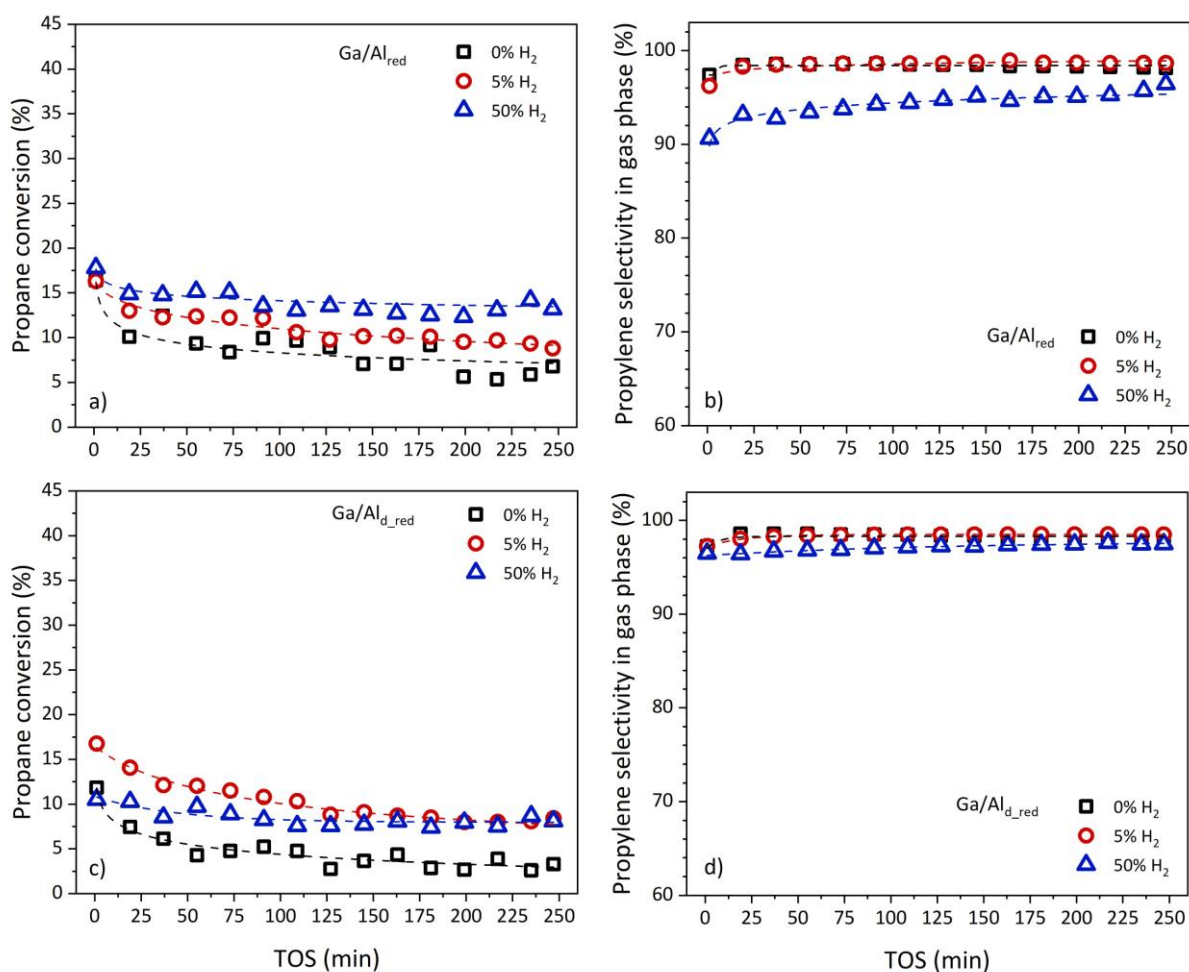 Propane conversion (%)
45
40
35
30
25
20
15
10
5
0
Ga/Al_red
0% H₂
5% H₂
50% H₂
a)
0 25 50 75 100 125 150 175 200 225 250
Propylene selectivity in gas phase (%)
100
90
80
70
60
Ga/Al_red
0% H₂
5% H₂
50% H₂
b)
0 25 50 75 100 125 150 175 200 225 250
Propane conversion (%)
45
40
35
30
25
20
15
10
5
0
Ga/Al_d_red
0% H₂
5% H₂
50% H₂
c)
0 25 50 75 100 125 150 175 200 225 250
TOS (min)
Propylene selectivity in gas phase (%)
100
90
80
70
60
Ga/Al_d_red
0% H₂
5% H₂
50% H₂
d)
0 25 50 75 100 125 150 175 200 225 250
TOS (min)